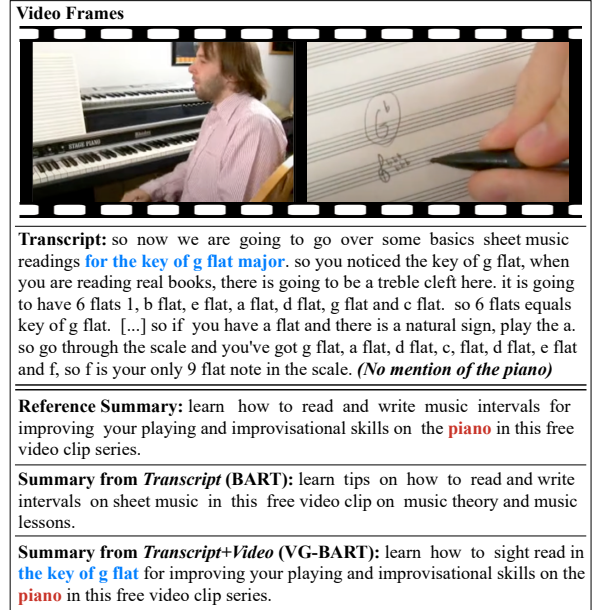 Video Frames
STAGE PIANO
G♭
Transcript: so now we are going to go over some basics sheet music
readings for the key of g flat major. so you noticed the key of g flat, when
you are reading real books, there is going to be a treble cleft here. it is going
to have 6 flats 1, b flat, e flat, a flat, d flat, g flat and c flat. so 6 flats equals
key of g flat. [...] so if you have a flat and there is a natural sign, play the a.
so go through the scale and you've got g flat, a flat, d flat, c, flat, d flat, e flat
and f, so f is your only 9 flat note in the scale. (No mention of the piano)
Reference Summary: learn how to read and write music intervals for
improving your playing and improvisational skills on the piano in this free
video clip series.
Summary from Transcript (BART): learn tips on how to read and write
intervals on sheet music in this free video clip on music theory and music
lessons.
Summary from Transcript+Video (VG-BART): learn how to sight read in
the key of g flat for improving your playing and improvisational skills on the
piano in this free video clip series.